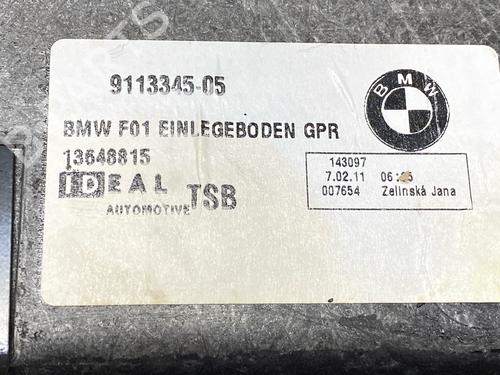 9113345-05
BMW
BMW F01 EINLEGEBODEN GPR
13648815
IDEAL
AUTOMOTIVE
TSB
143097
7.02.11
007654 Zelinská Jana